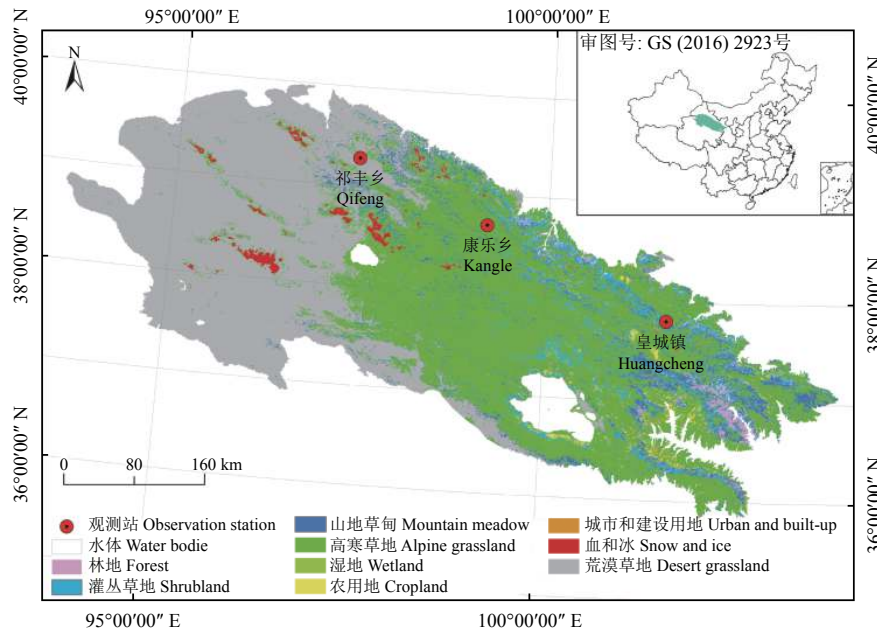 95°00′00″ E 100°00′00″ E
审图号: GS (2016) 2923号
N
40°00′00″ N
40°00′00″ N
祁丰乡
Qifeng
康乐乡
Kangle
38°00′00″ N
38°00′00″ N
皇城镇
Huangcheng
36°00′00″ N
36°00′00″ N
0 80 160 km
观测站 Observation station
水体 Water bodie
林地 Forest
灌丛草地 Shrubland
山地草甸 Mountain meadow
高寒草地 Alpine grassland
湿地 Wetland
农用地 Cropland
城市和建设用地 Urban and built-up
血和冰 Snow and ice
荒漠草地 Desert grassland
95°00′00″ E 100°00′00″ E